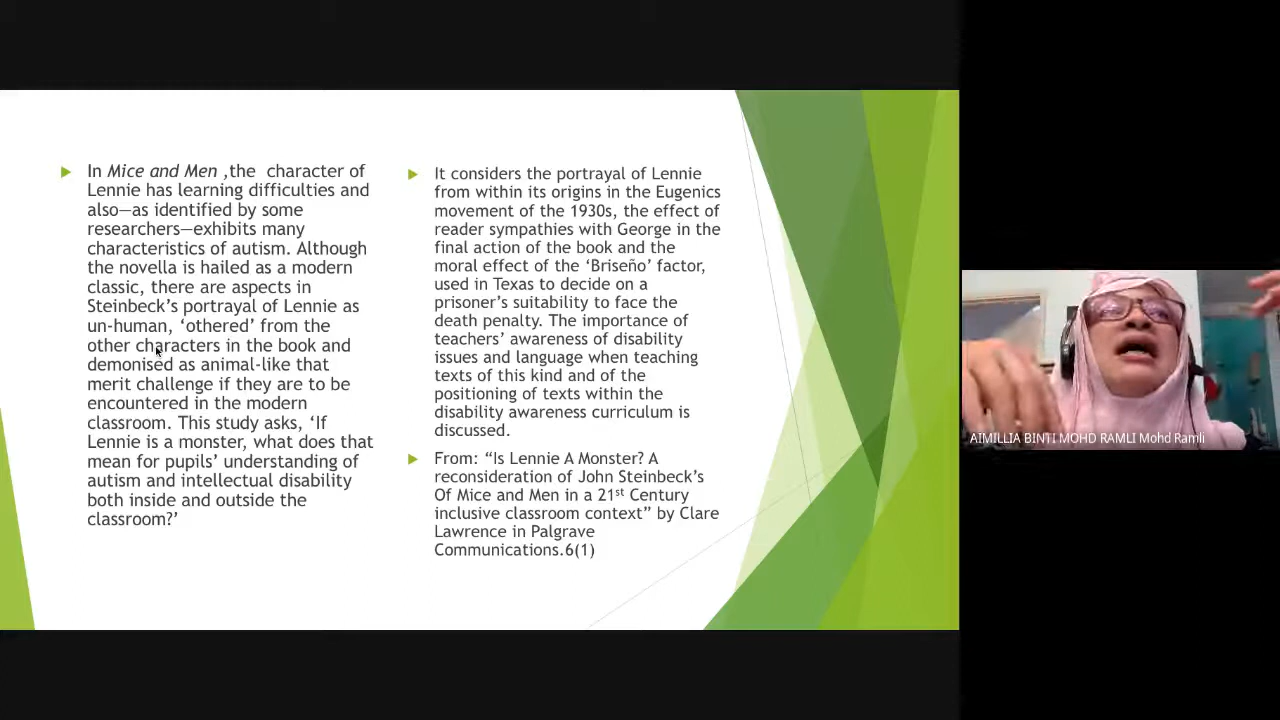 In Mice and Men ,the  character of
Lennie has learning difficulties and
also—as identified by some
researchers—exhibits many
characteristics of autism. Although
the novella is hailed as a modern
classic, there are aspects in
Steinbeck's portrayal of Lennie as
un-human, ‘othered’ from the
other characters in the book and
demonised as animal-like that
merit challenge if they are to be
encountered in the modern
classroom. This study asks, ‘If
Lennie is a monster, what does that
mean for pupils’ understanding of
autism and intellectual disability
both inside and outside the
classroom?’
It considers the portrayal of Lennie
from within its origins in the Eugenics
movement of the 1930s, the effect of
reader sympathies with George in the
final action of the book and the
moral effect of the ‘Briseño’ factor,
used in Texas to decide on a
prisoner’s suitability to face the
death penalty. The importance of
teachers’ awareness of disability
issues and language when teaching
texts of this kind and of the
positioning of texts within the
disability awareness curriculum is
discussed.
From: “Is Lennie A Monster? A
reconsideration of John Steinbeck’s
Of Mice and Men in a 21st Century
inclusive classroom context” by Clare
Lawrence in Palgrave
Communications.6(1)
AIMILLIA BINTI MOHD RAMLI Mohd Ramli